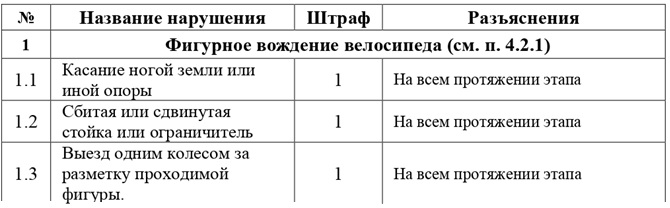 № Название нарушения Штраф Разъяснения
1 Фигурное вождение велосипеда (см. п. 4.2.1)
1.1 Касание ногой земли или иной опоры 1 На всем протяжении этапа
1.2 Сбитая или сдвинутая стойка или ограничитель 1 На всем протяжении этапа
1.3 Выезд одним колесом за разметку проходимой фигуры. 1 На всем протяжении этапа